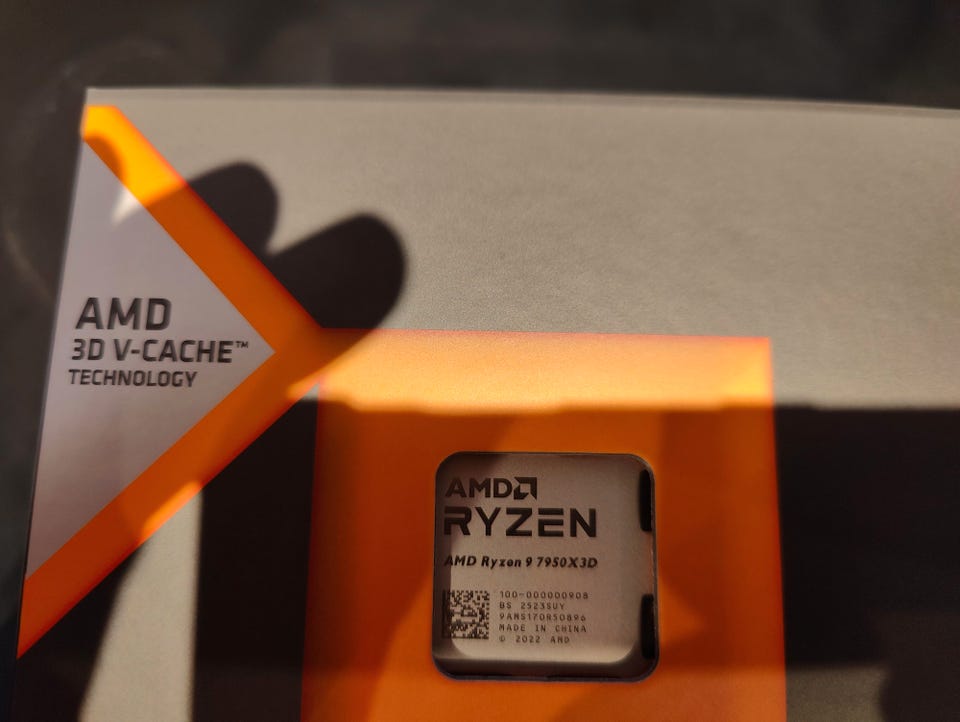 AMD
3D V-CACHE™
TECHNOLOGY
AMD
RYZEN
AMD Ryzen 9 7950X3D
100-000000908
BS 2523SUY
9AMS170R50896
MADE IN CHINA
© 2022 AMD